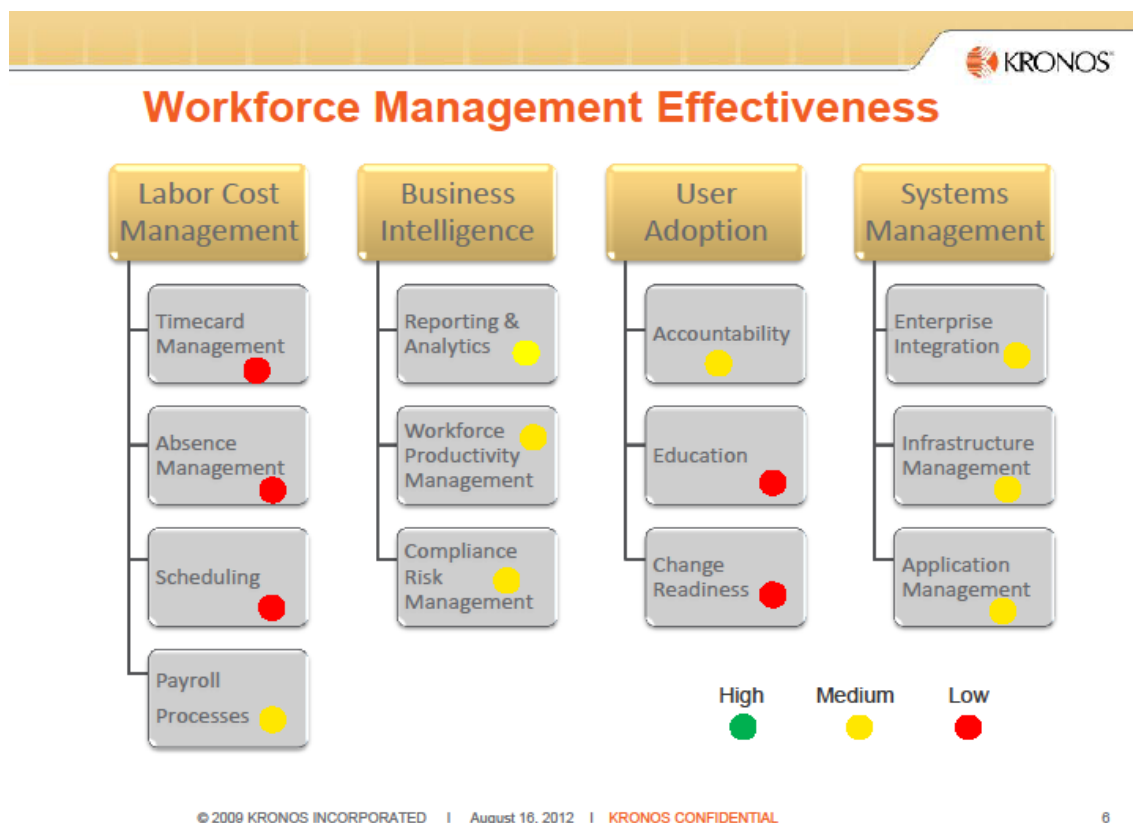 KRONOS
Workforce Management Effectiveness
Labor Cost
Management
Timecard
Management
Absence
Management
Scheduling
Payroll
Processes
Business
Intelligence
Reporting &
Analytics
Workforce
Productivity
Management
Compliance
Risk
Management
User
Adoption
Accountability
Education
Change
Readiness
Systems
Management
Enterprise
Integration
Infrastructure
Management
Application
Management
High Medium Low
© 2009 KRONOS INCORPORATED | August 16, 2012 | KRONOS CONFIDENTIAL 6